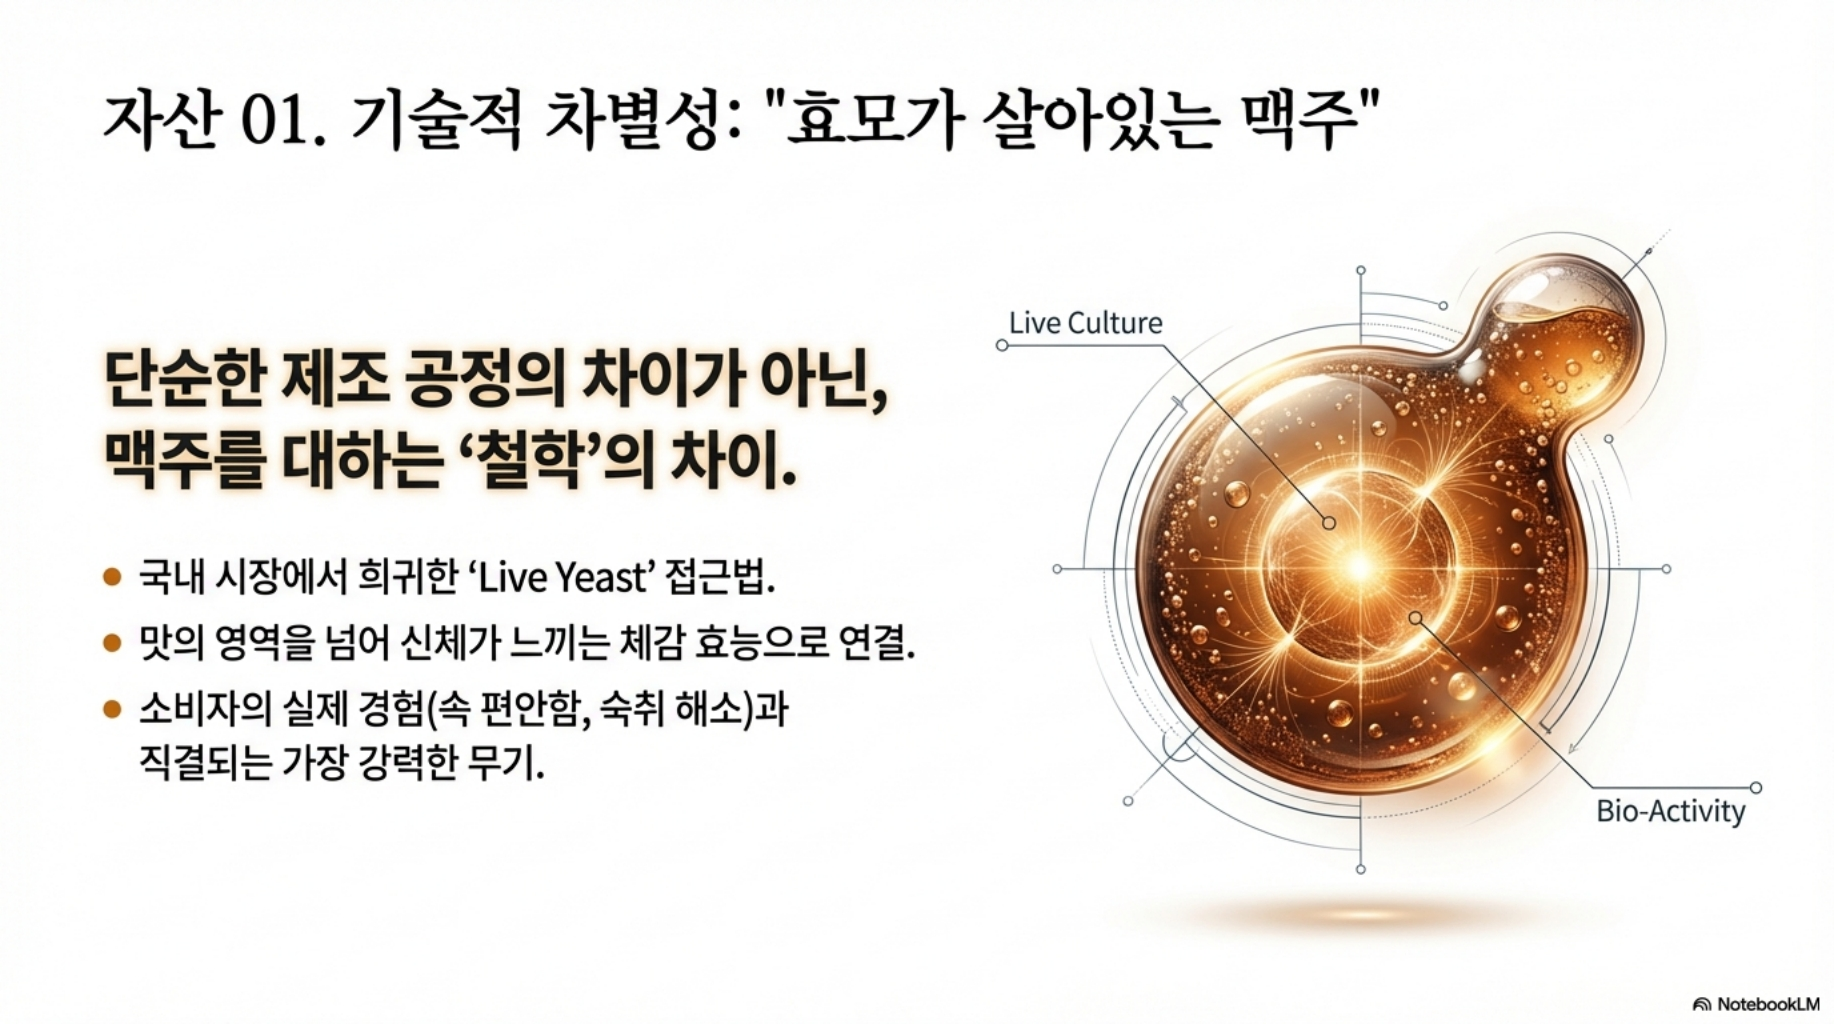 자산 01. 기술적 차별성: "효모가 살아있는 맥주"
단순한 제조 공정의 차이가 아닌,
맥주를 대하는 ‘철학’의 차이.
• 국내 시장에서 희귀한 ‘Live Yeast’ 접근법.
• 맛의 영역을 넘어 신체가 느끼는 체감 효능으로 연결.
• 소비자의 실제 경험(속 편안함, 숙취 해소)과
직결되는 가장 강력한 무기.
Live Culture
Bio-Activity
NotebookLM